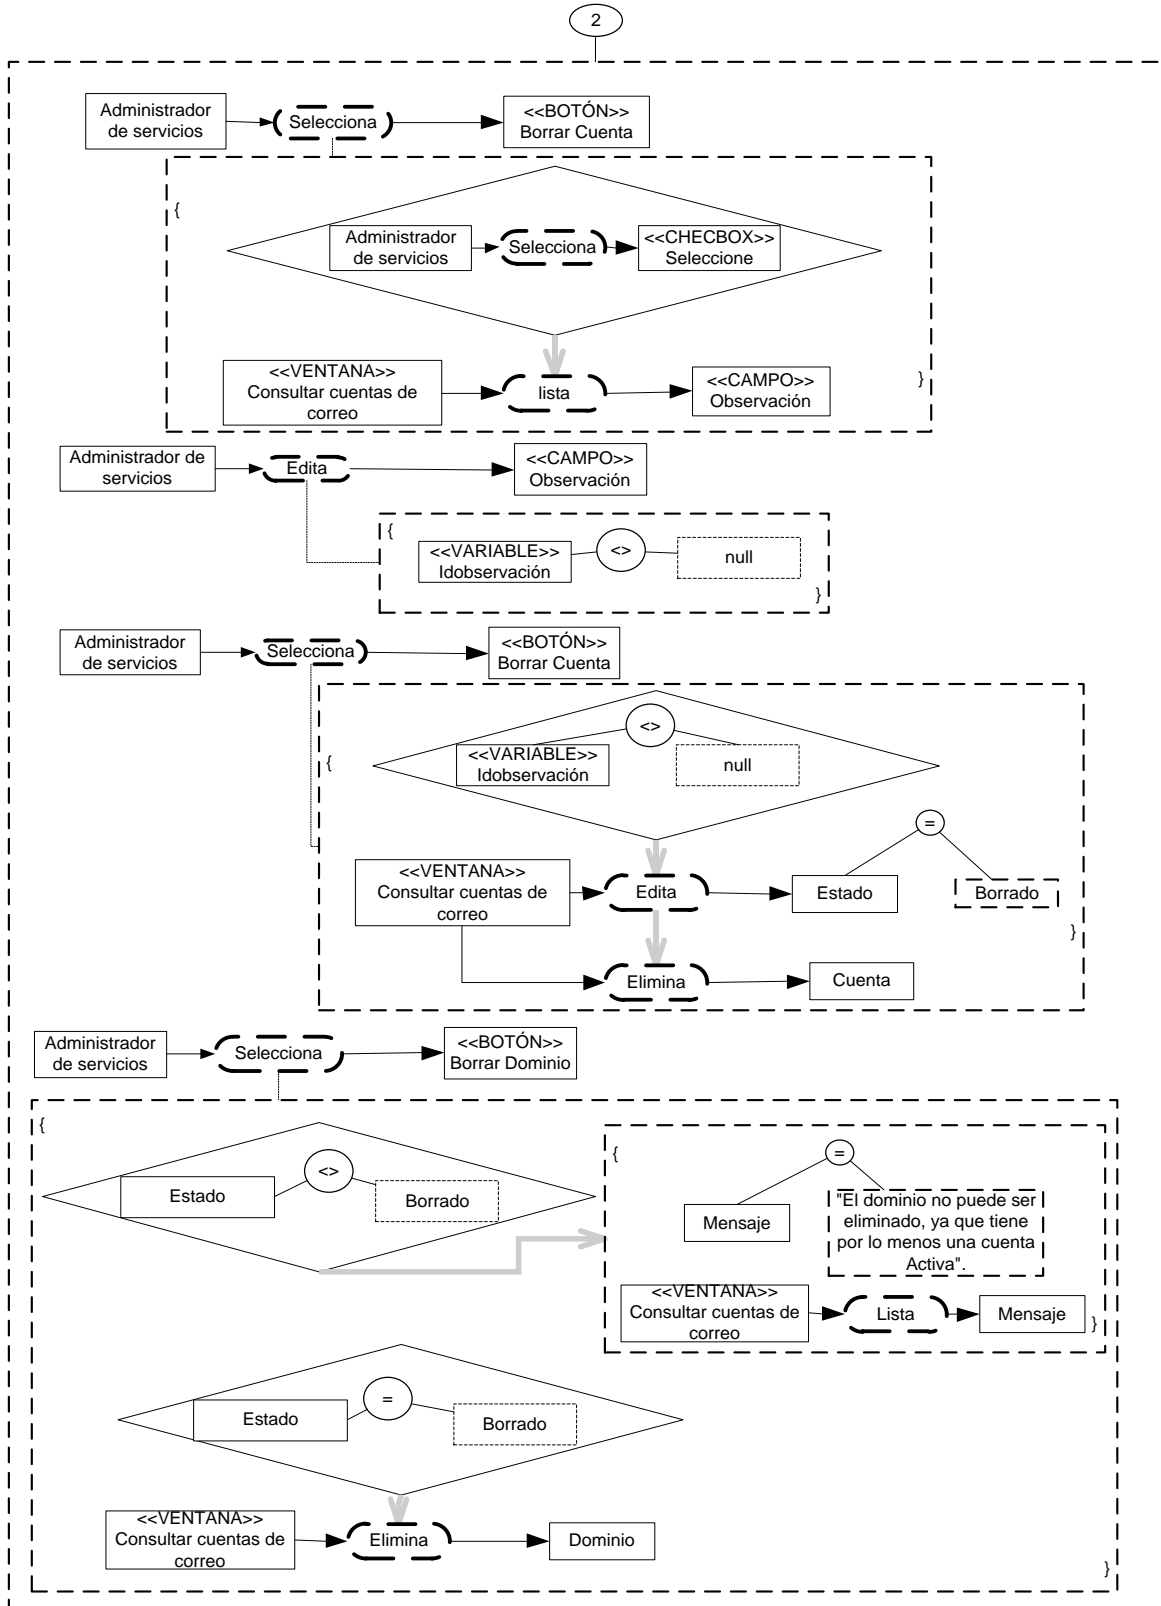 2
Administrador
de servicios
Selecciona
<<BOTÓN>>
Borrar Cuenta
{
Administrador
de servicios
Selecciona
<<CHECBOX>>
Seleccione
<<VENTANA>>
Consultar cuentas de
correo
lista
<<CAMPO>>
Observación
}
Administrador de
servicios
Edita
<<CAMPO>>
Observación
{
<<VARIABLE>>
Idobservación
<>
null
}
Administrador
de servicios
Selecciona
<<BOTÓN>>
Borrar Cuenta
{
<>
<<VARIABLE>>
Idobservación
null
=
<<VENTANA>>
Consultar cuentas de
correo
Edita
Estado
Borrado
}
Elimina
Cuenta
Administrador
de servicios
Selecciona
<<BOTÓN>>
Borrar Dominio
{
Estado
<>
Borrado
{
=
Mensaje
"El dominio no puede ser
eliminado, ya que tiene
por lo menos una cuenta
Activa".
<<VENTANA>>
Consultar cuentas de
correo
Lista
Mensaje
}
Estado
=
Borrado
<<VENTANA>>
Consultar cuentas de
correo
Elimina
Dominio
}